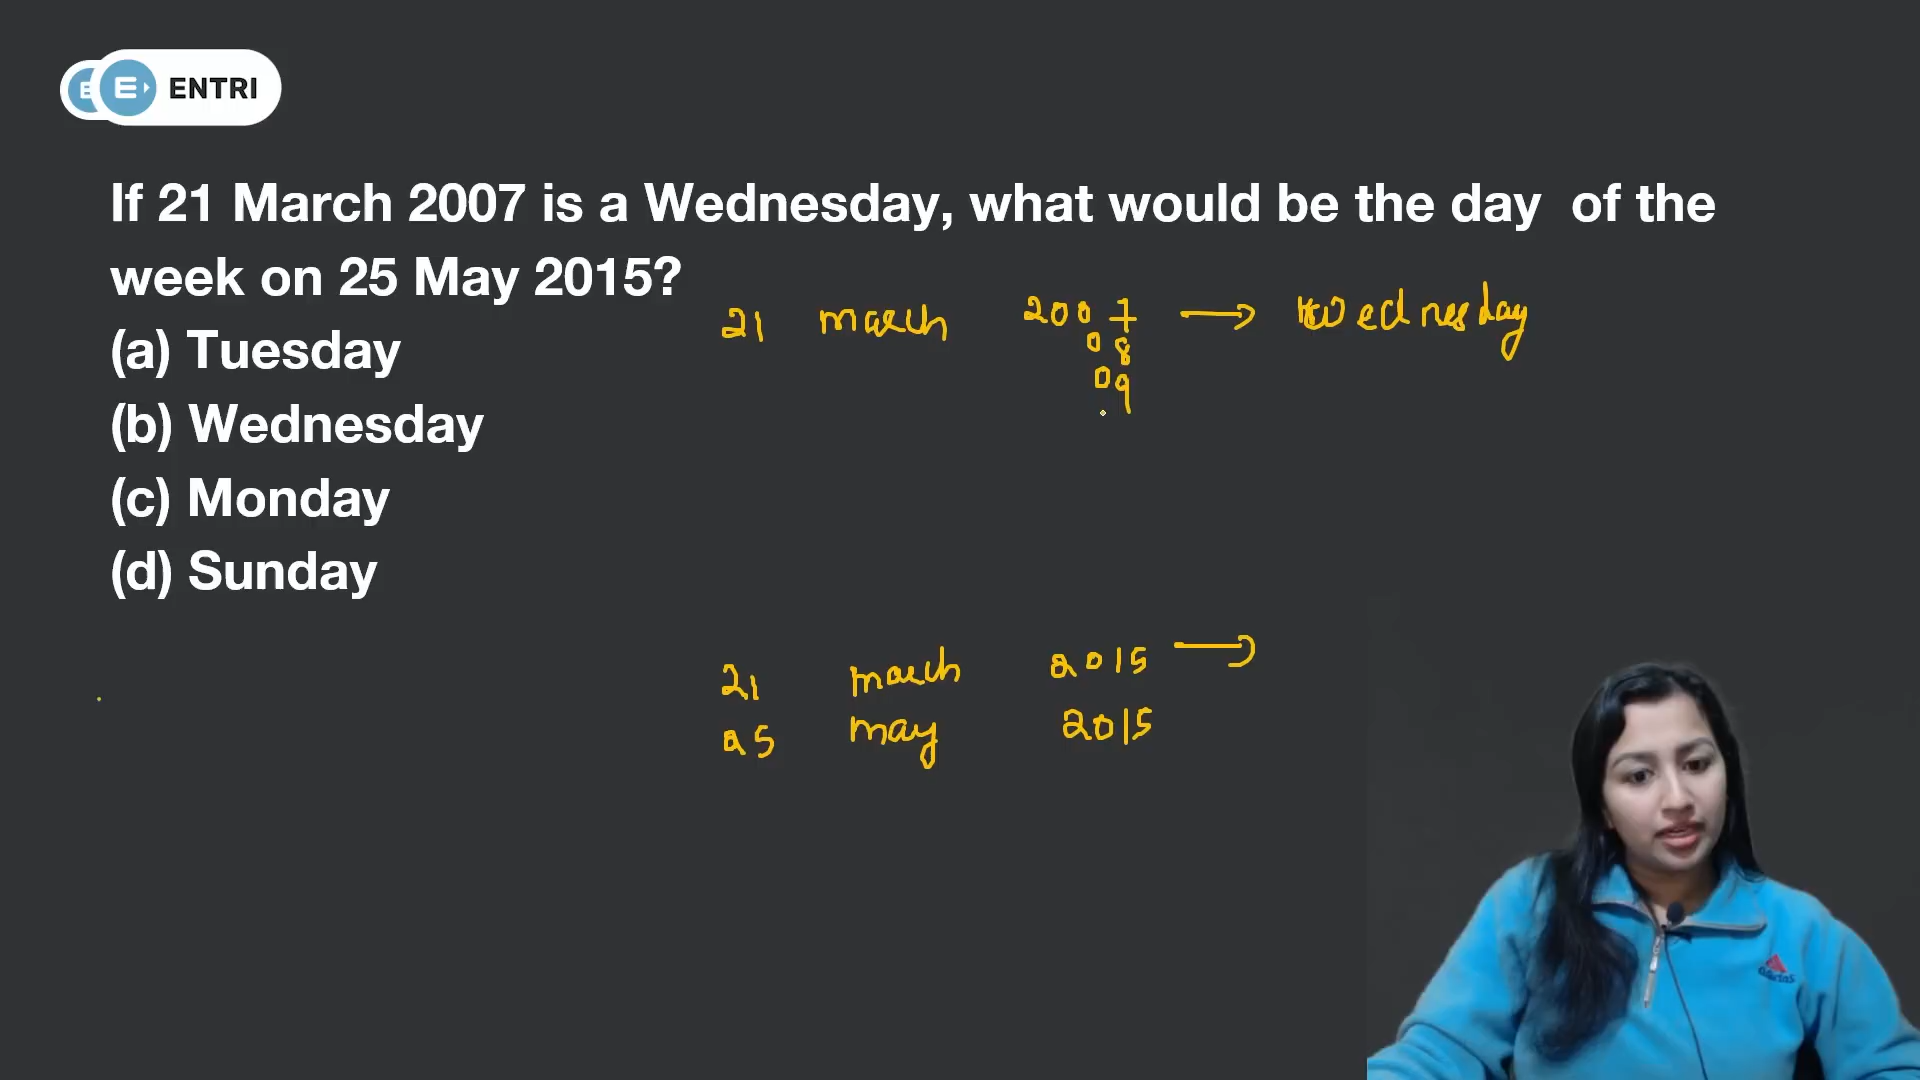 ENTRI
If 21 March 2007 is a Wednesday, what would be the day of the
week on 25 May 2015?
(a) Tuesday
(b) Wednesday
(c) Monday
(d) Sunday
21 march 2007 → Wednesday
08
09
21 march 2015 →
25 may 2015